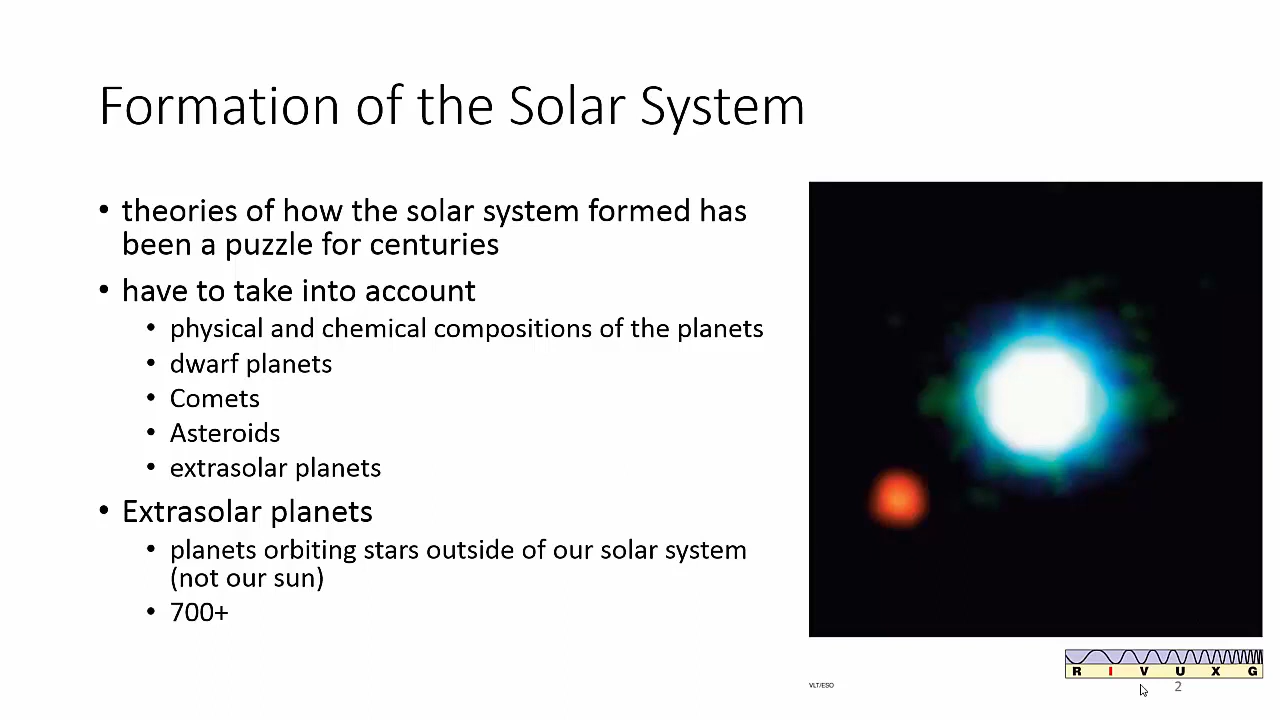 Formation of the Solar System
• theories of how the solar system formed has
been a puzzle for centuries
• have to take into account
• physical and chemical compositions of the planets
• dwarf planets
• Comets
• Asteroids
• extrasolar planets
• Extrasolar planets
• planets orbiting stars outside of our solar system
(not our sun)
• 700+
R I V U X G
VLT/ESO
2